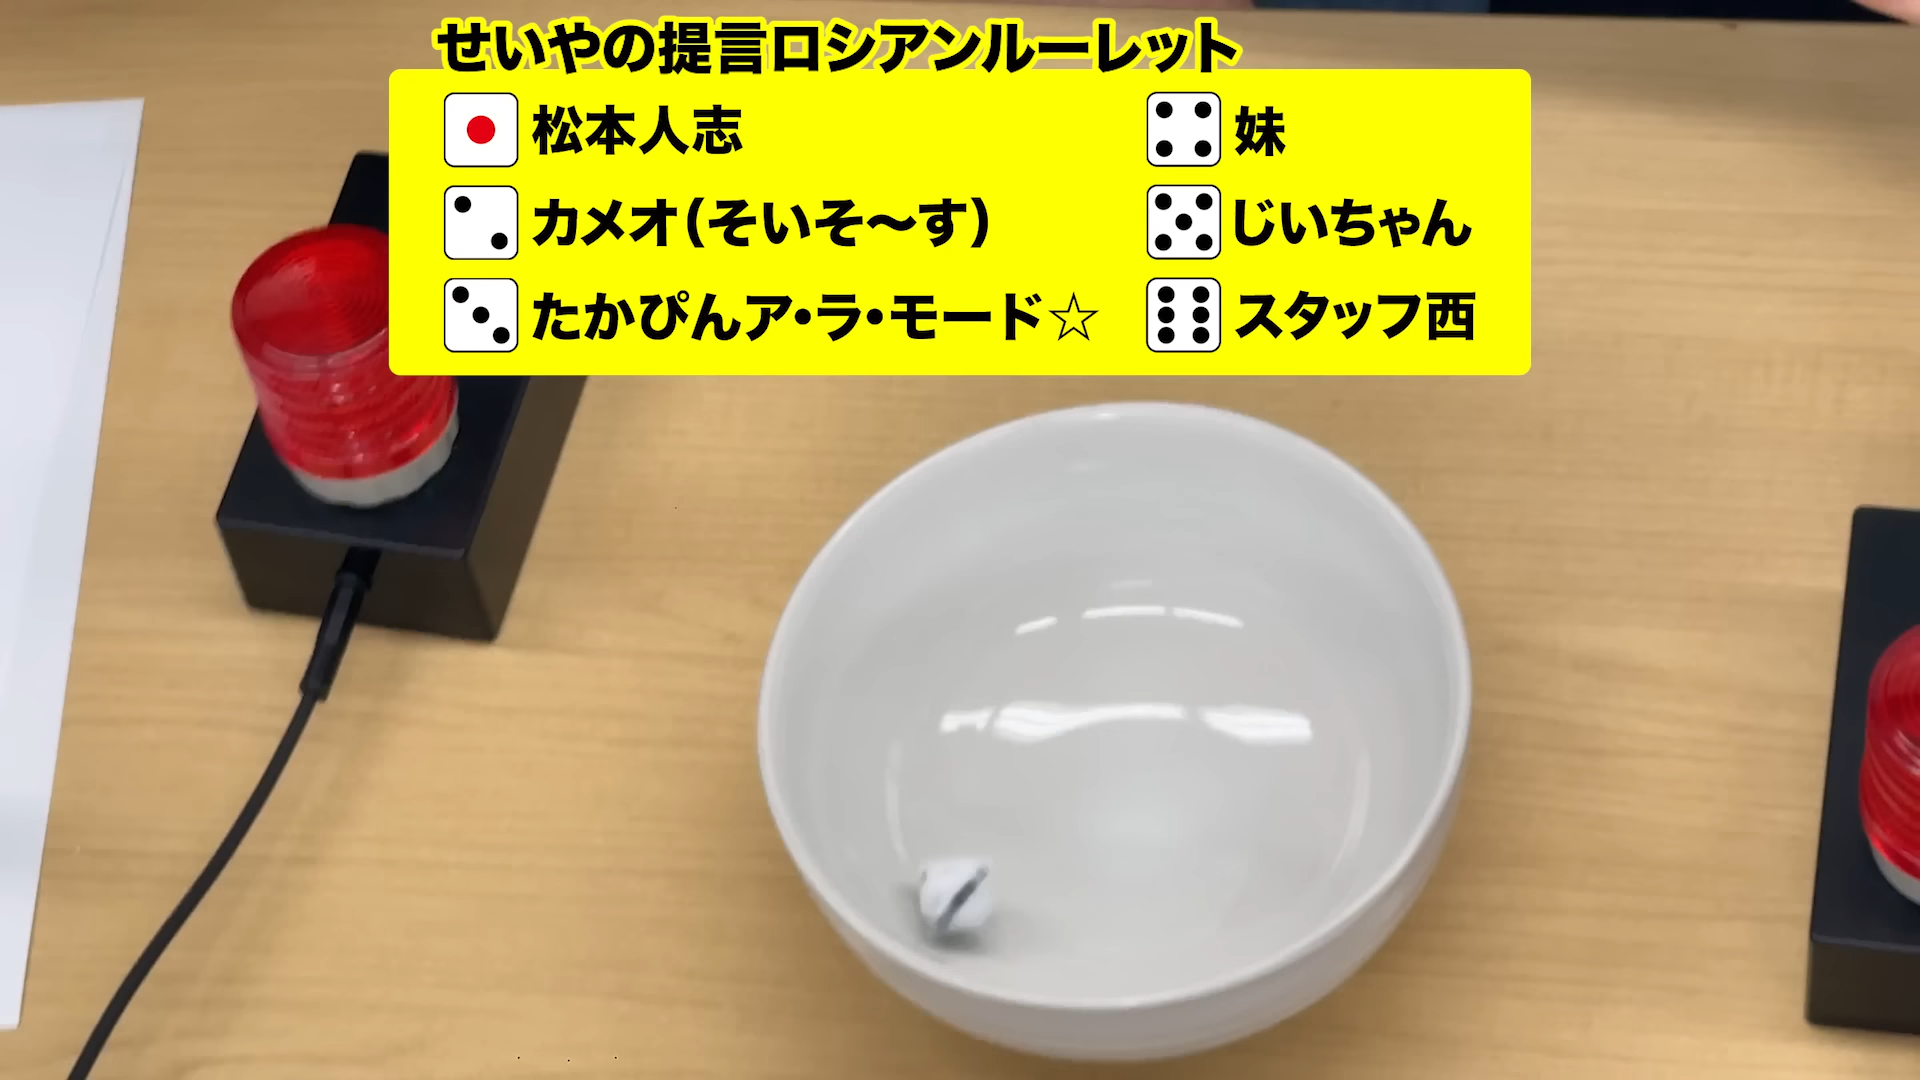 せいやの提言ロシアンルーレット
松本人志
カメオ(そいそ〜す)
たかぴんア・ラ・モード☆
妹
じいちゃん
スタッフ西